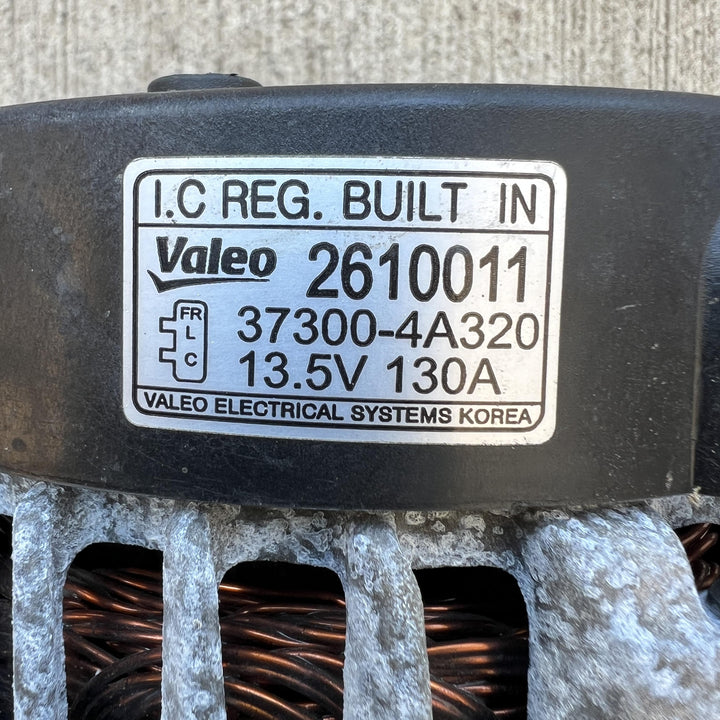 I.C REG. BUILT IN
Valeo 2610011
FR 37300-4A320
L
C 13.5V 130A
VALEO ELECTRICAL SYSTEMS KOREA